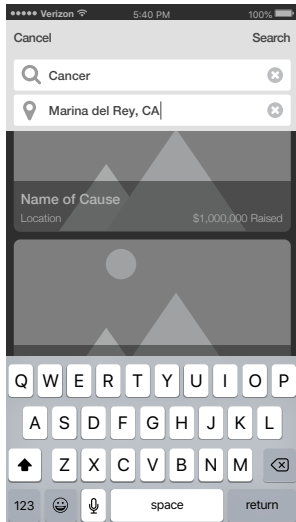 Verizon 5:40 PM 100%
Cancel Search
Cancer
Marina del Rey, CA
Name of Cause
Location $1,000,000 Raised
Q W E R T Y U I O P
A S D F G H J K L
Z X C V B N M
123 space return